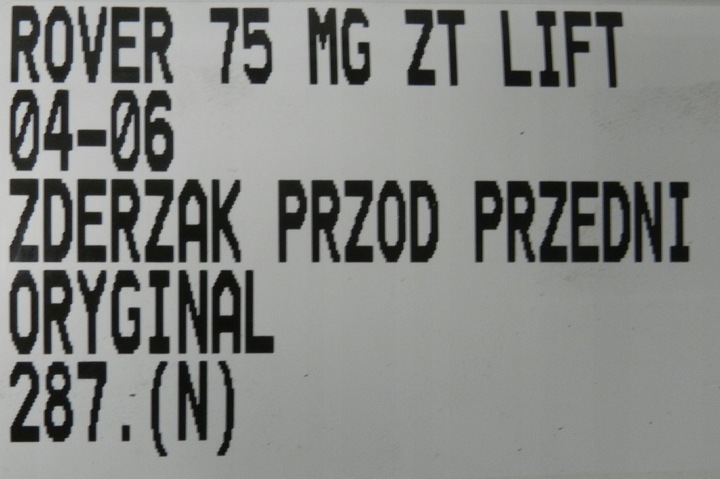 ROVER 75 MG ZT LIFT
04-06
ZDERZAK PRZOD PRZEDNI
ORYGINAL
287.(N)